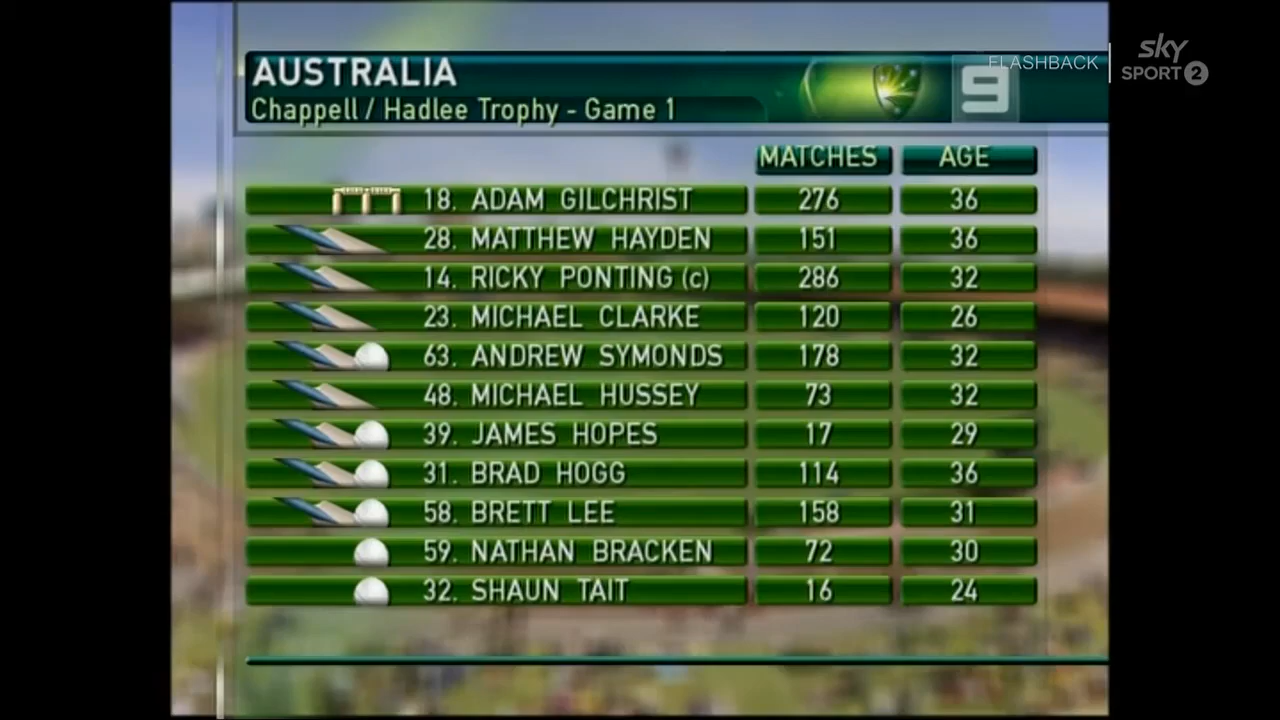 AUSTRALIA
Chappell / Hadlee Trophy - Game 1
9
FLASHBACK
sky
SPORT 2
MATCHES AGE
18. ADAM GILCHRIST 276 36
28. MATTHEW HAYDEN 151 36
14. RICKY PONTING (c) 286 32
23. MICHAEL CLARKE 120 26
63. ANDREW SYMONDS 178 32
48. MICHAEL HUSSEY 73 32
39. JAMES HOPES 17 29
31. BRAD HOGG 114 36
58. BRETT LEE 158 31
59. NATHAN BRACKEN 72 30
32. SHAUN TAIT 16 24